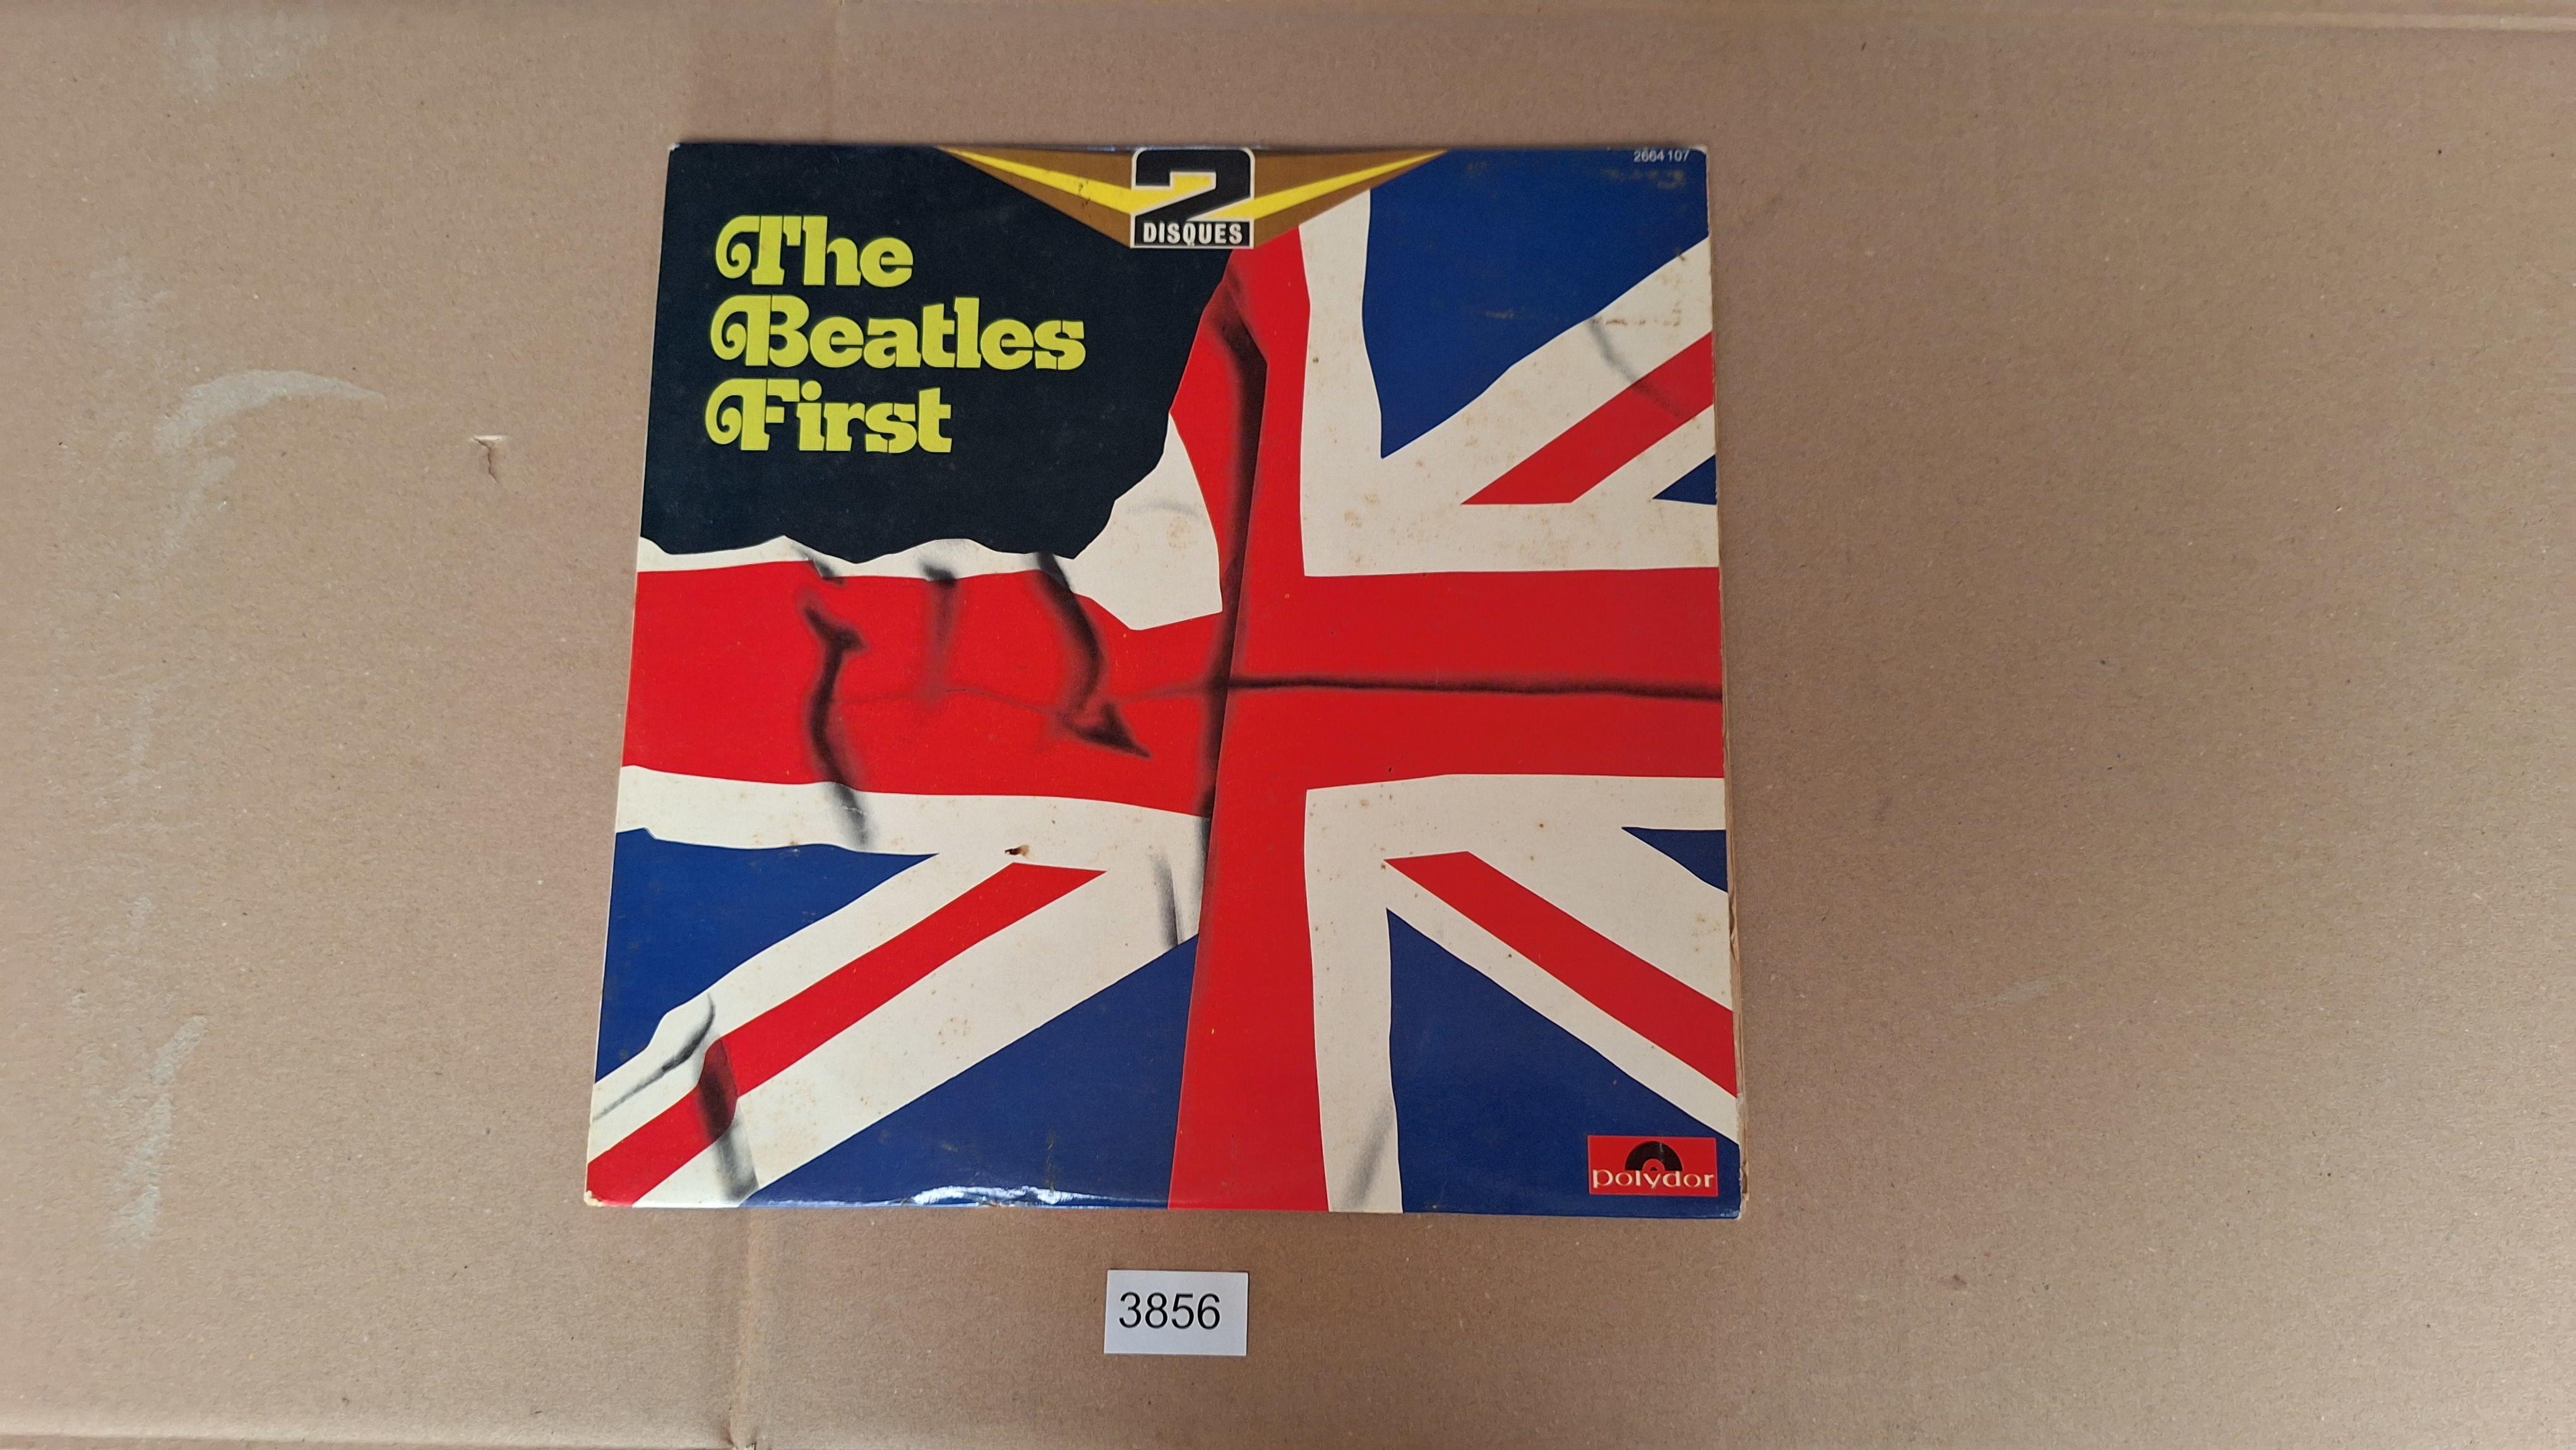 2
DISQUES
2664 107
The
Beatles
First
polydor
3856